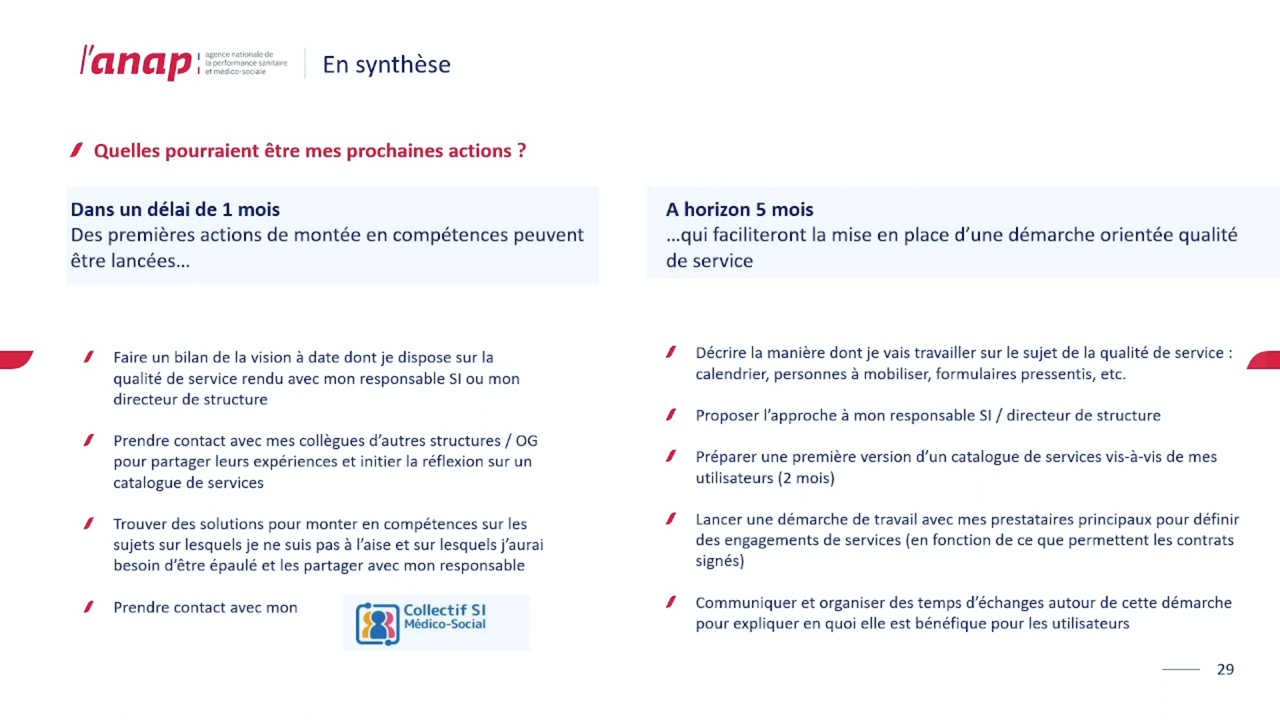 l'anap
agence nationale de
la performance sanitaire
et médico-sociale
En synthèse
Quelles pourraient être mes prochaines actions ?
Dans un délai de 1 mois
Des premières actions de montée en compétences peuvent
être lancées...
Faire un bilan de la vision à date dont je dispose sur la
qualité de service rendu avec mon responsable SI ou mon
directeur de structure
Prendre contact avec mes collègues d'autres structures / OG
pour partager leurs expériences et initier la réflexion sur un
catalogue de services
Trouver des solutions pour monter en compétences sur les
sujets sur lesquels je ne suis pas à l'aise et sur lesquels j'aurai
besoin d'être épaulé et les partager avec mon responsable
Prendre contact avec mon
Collectif SI
Médico-Social
A horizon 5 mois
...qui faciliteront la mise en place d'une démarche orientée qualité
de service
Décrire la manière dont je vais travailler sur le sujet de la qualité de service :
calendrier, personnes à mobiliser, formulaires pressentis, etc.
Proposer l'approche à mon responsable SI / directeur de structure
Préparer une première version d'un catalogue de services vis-à-vis de mes
utilisateurs (2 mois)
Lancer une démarche de travail avec mes prestataires principaux pour définir
des engagements de services (en fonction de ce que permettent les contrats
signés)
Communiquer et organiser des temps d'échanges autour de cette démarche
pour expliquer en quoi elle est bénéfique pour les utilisateurs
29